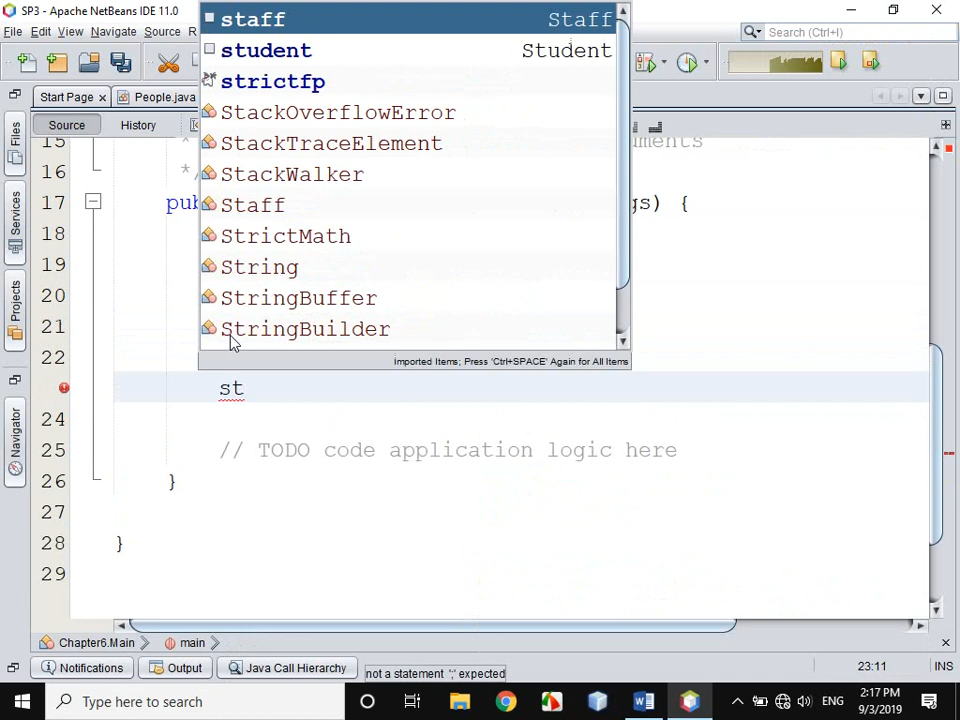 SP3 - Apache NetBeans IDE 11.0
File Edit View Navigate Source R
Search (Ctrl+I)
Start Page
People.java
Source History
Files
Services
Projects
Navigator
staff Staff
student Student
strictfp
StackOverflowError
StackTraceElement
StackWalker
Staff
StrictMath
String
StringBuffer
StringBuilder
imported Items; Press 'Ctrl+SPACE' Again for All Items
15 * uments
16 */
17 pub gs) {
18
19
20
21
22
st
24
25 // TODO code application logic here
26 }
27
28 }
29
Chapter6.Main main
Notifications Output Java Call Hierarchy not a statement ';' expected 23:11 INS
Type here to search
ENG
2:17 PM
9/3/2019